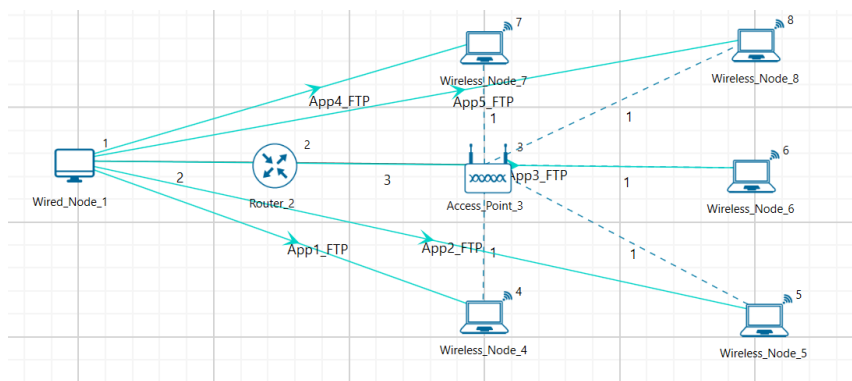 7
8
Wireless_Node_7
Wireless_Node_8
App4_FTP
App5_FTP
1
1
1
2
3
6
2
3
App3_FTP
1
Wired_Node_1
Router_2
Access_Point_3
Wireless_Node_6
App1_FTP
App2_FTP
1
1
4
5
Wireless_Node_4
Wireless_Node_5